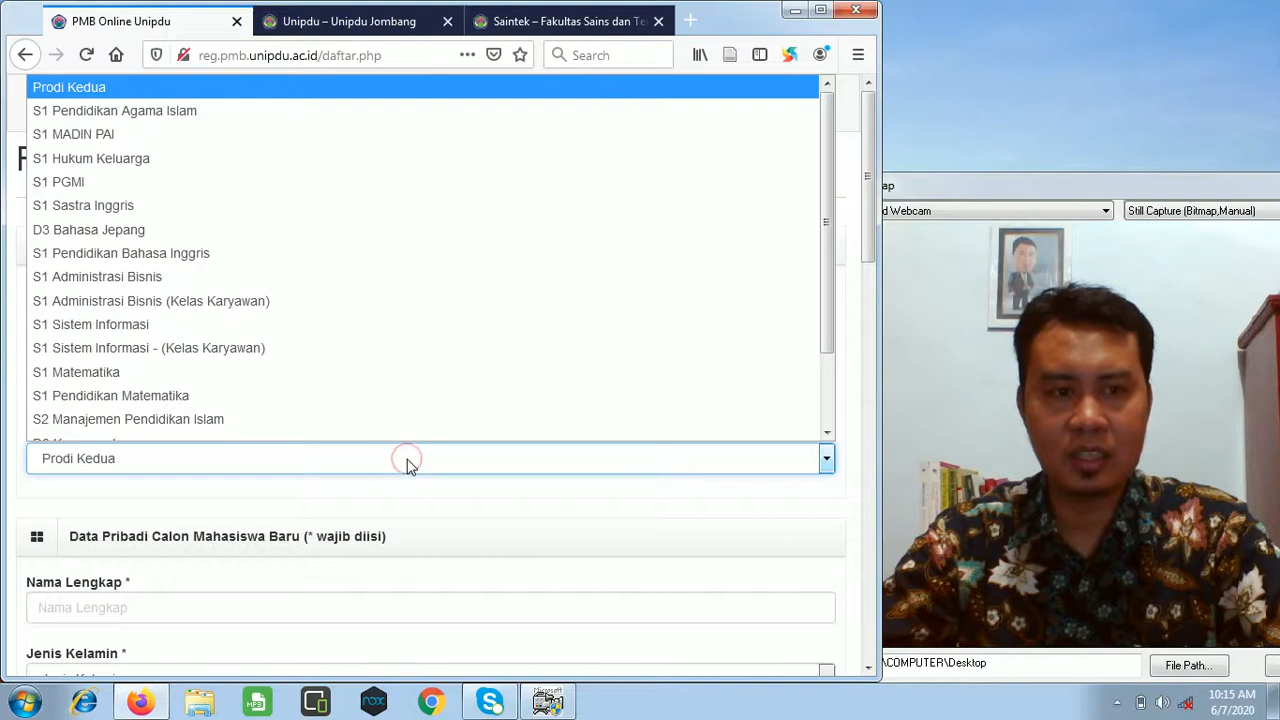 PMB Online Unipdu
Unipdu – Unipdu Jombang
Saintek – Fakultas Sains dan Te
reg.pmb.unipdu.ac.id/daftar.php
Search
Prodi Kedua
S1 Pendidikan Agama Islam
S1 MADIN PAI
S1 Hukum Keluarga
S1 PGMI
S1 Sastra Inggris
D3 Bahasa Jepang
S1 Pendidikan Bahasa Inggris
S1 Administrasi Bisnis
S1 Administrasi Bisnis (Kelas Karyawan)
S1 Sistem Informasi
S1 Sistem Informasi - (Kelas Karyawan)
S1 Matematika
S1 Pendidikan Matematika
S2 Manajemen Pendidikan Islam
Prodi Kedua
Data Pribadi Calon Mahasiswa Baru (* wajib diisi)
Nama Lengkap *
Nama Lengkap
Jenis Kelamin *
ap
d Webcam
Still Capture (Bitmap,Manual)
\COMPUTER\Desktop
File Path...
MP3
nox
10:15 AM
6/7/2020